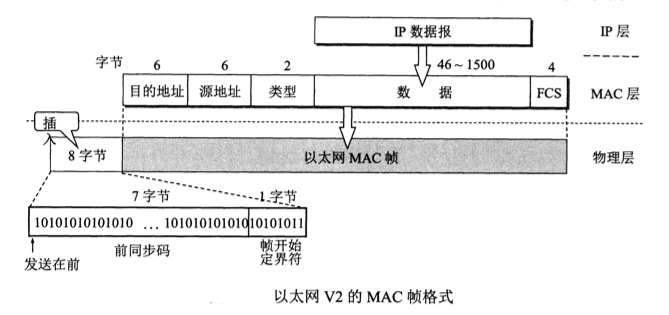 IP 数据报
IP 层
字节 6 6 2 46~1500 4
目的地址 源地址 类型 数 据 FCS
MAC 层
插入
8 字节
以太网 MAC 帧
物理层
7 字节 1 字节
10101010101010 ... 10101010101010101011
前同步码
帧开始
定界符
发送在前
以太网 V2 的 MAC 帧格式